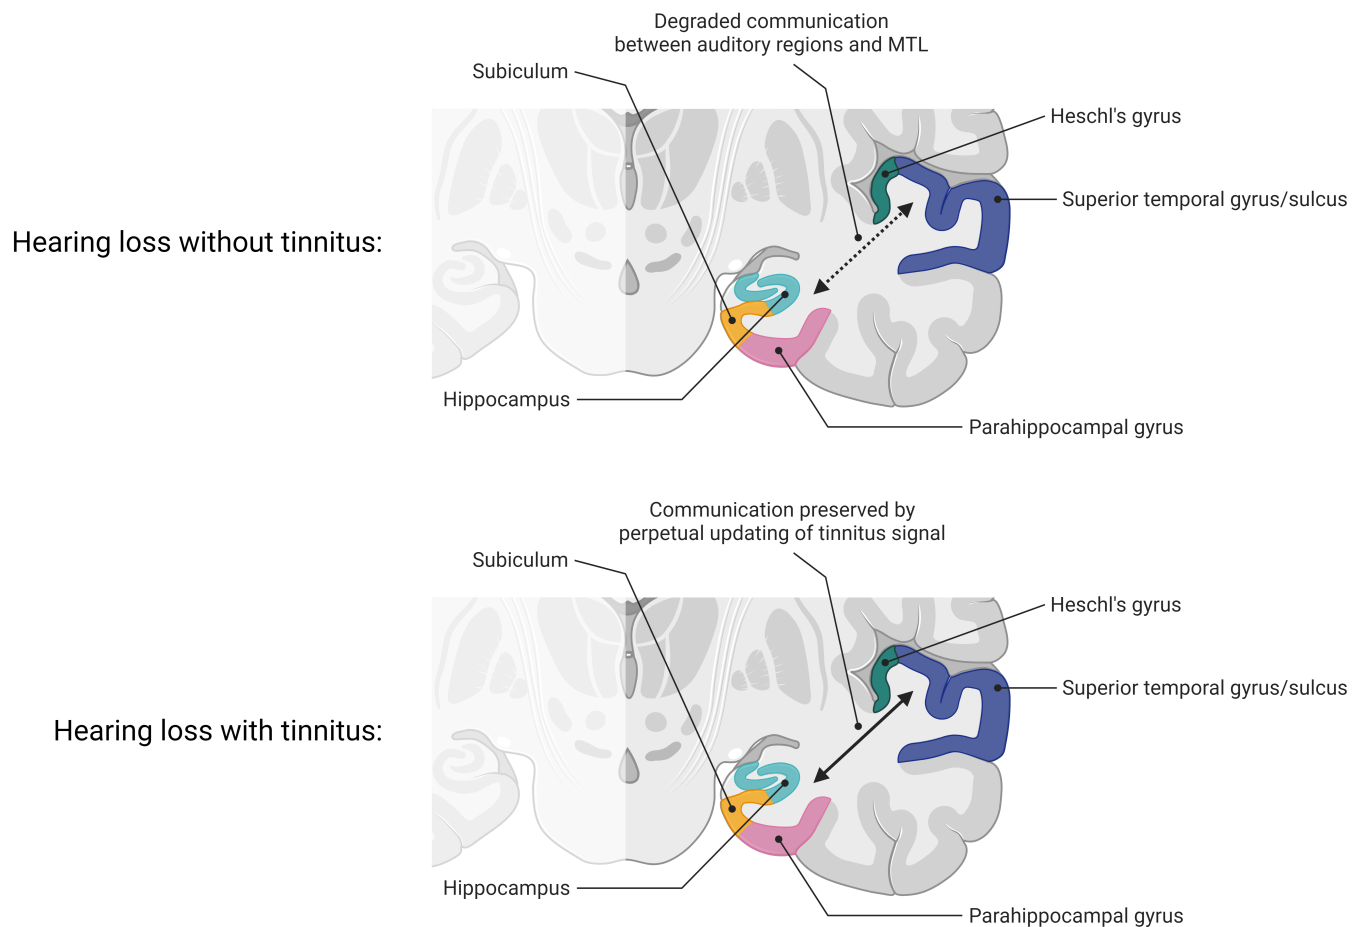 Degraded communication
between auditory regions and MTL
Subiculum
Heschl's gyrus
Superior temporal gyrus/sulcus
Hearing loss without tinnitus:
Hippocampus
Parahippocampal gyrus
Communication preserved by
perpetual updating of tinnitus signal
Subiculum
Heschl's gyrus
Superior temporal gyrus/sulcus
Hearing loss with tinnitus:
Hippocampus
Parahippocampal gyrus